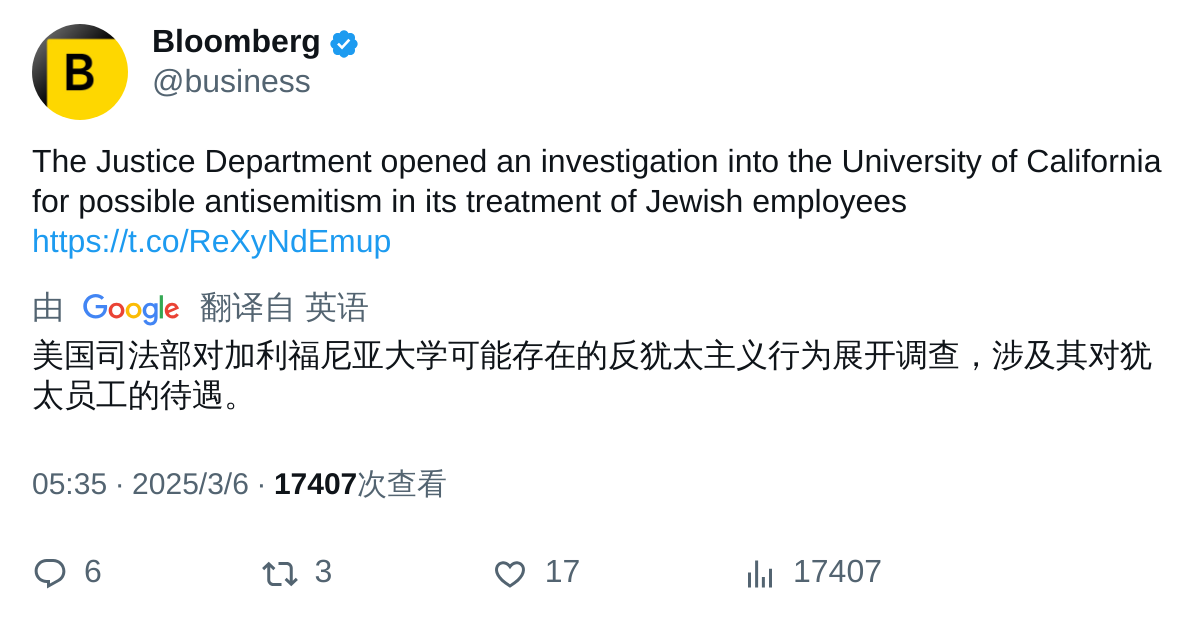 B
Bloomberg
@business
The Justice Department opened an investigation into the University of California
for possible antisemitism in its treatment of Jewish employees
https://t.co/ReXyNdEmup
由 Google 翻译自 英语
美国司法部对加利福尼亚大学可能存在的反犹太主义行为展开调查，涉及其对犹
太员工的待遇。
05:35 · 2025/3/6 · 17407次查看
6 3 17 17407